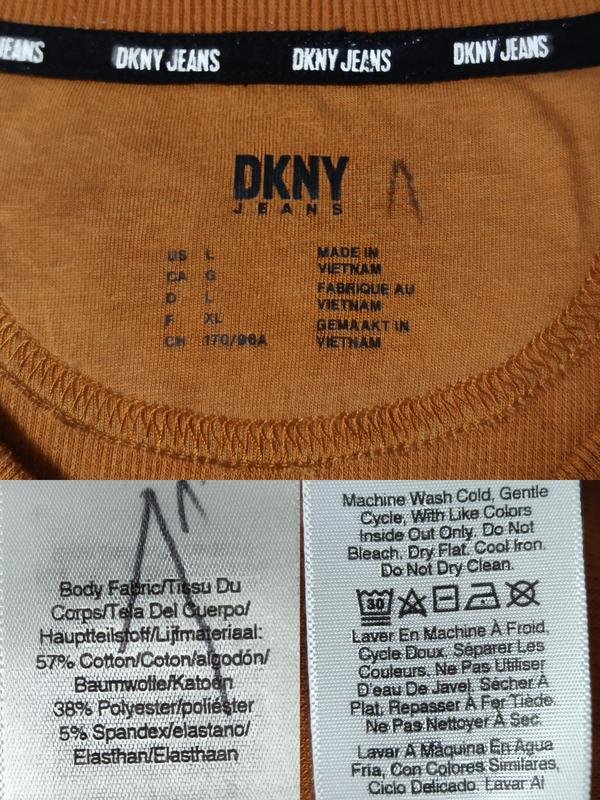 JEANS DKNY JEANS DKNY JEANS DKNY JEANS
DKNY
JEANS
US L
CA G
D L
F XL
CH 170/96A
MADE IN
VIETNAM
FABRIQUE AU
VIETNAM
GEMAAKT IN
VIETNAM
Body Fabric/Tissu Du
Corps/Tela Del Cuerpo/
Hauptteilstoff/Lijfmateriaal:
57% Cotton/Coton/algodón/
Baumwolle/Katoen
38% Polyester/poliéster
5% Spandex/elastano/
Elasthan/Elasthaan
Machine Wash Cold, Gentle
Cycle, With Like Colors
Inside Out Only. Do Not
Bleach. Dry Flat. Cool Iron.
Do Not Dry Clean.
30
Laver En Machine À Froid,
Cycle Doux, Séparer Les
Couleurs. Ne Pas Utiliser
D'eau De Javel. Sécher À
Plat, Repasser À Fer Tiède.
Ne Pas Nettoyer À Sec.
Lavar A Máquina En Agua
Fria, Con Colores Similares,
Ciclo Delicado. Lavar Al